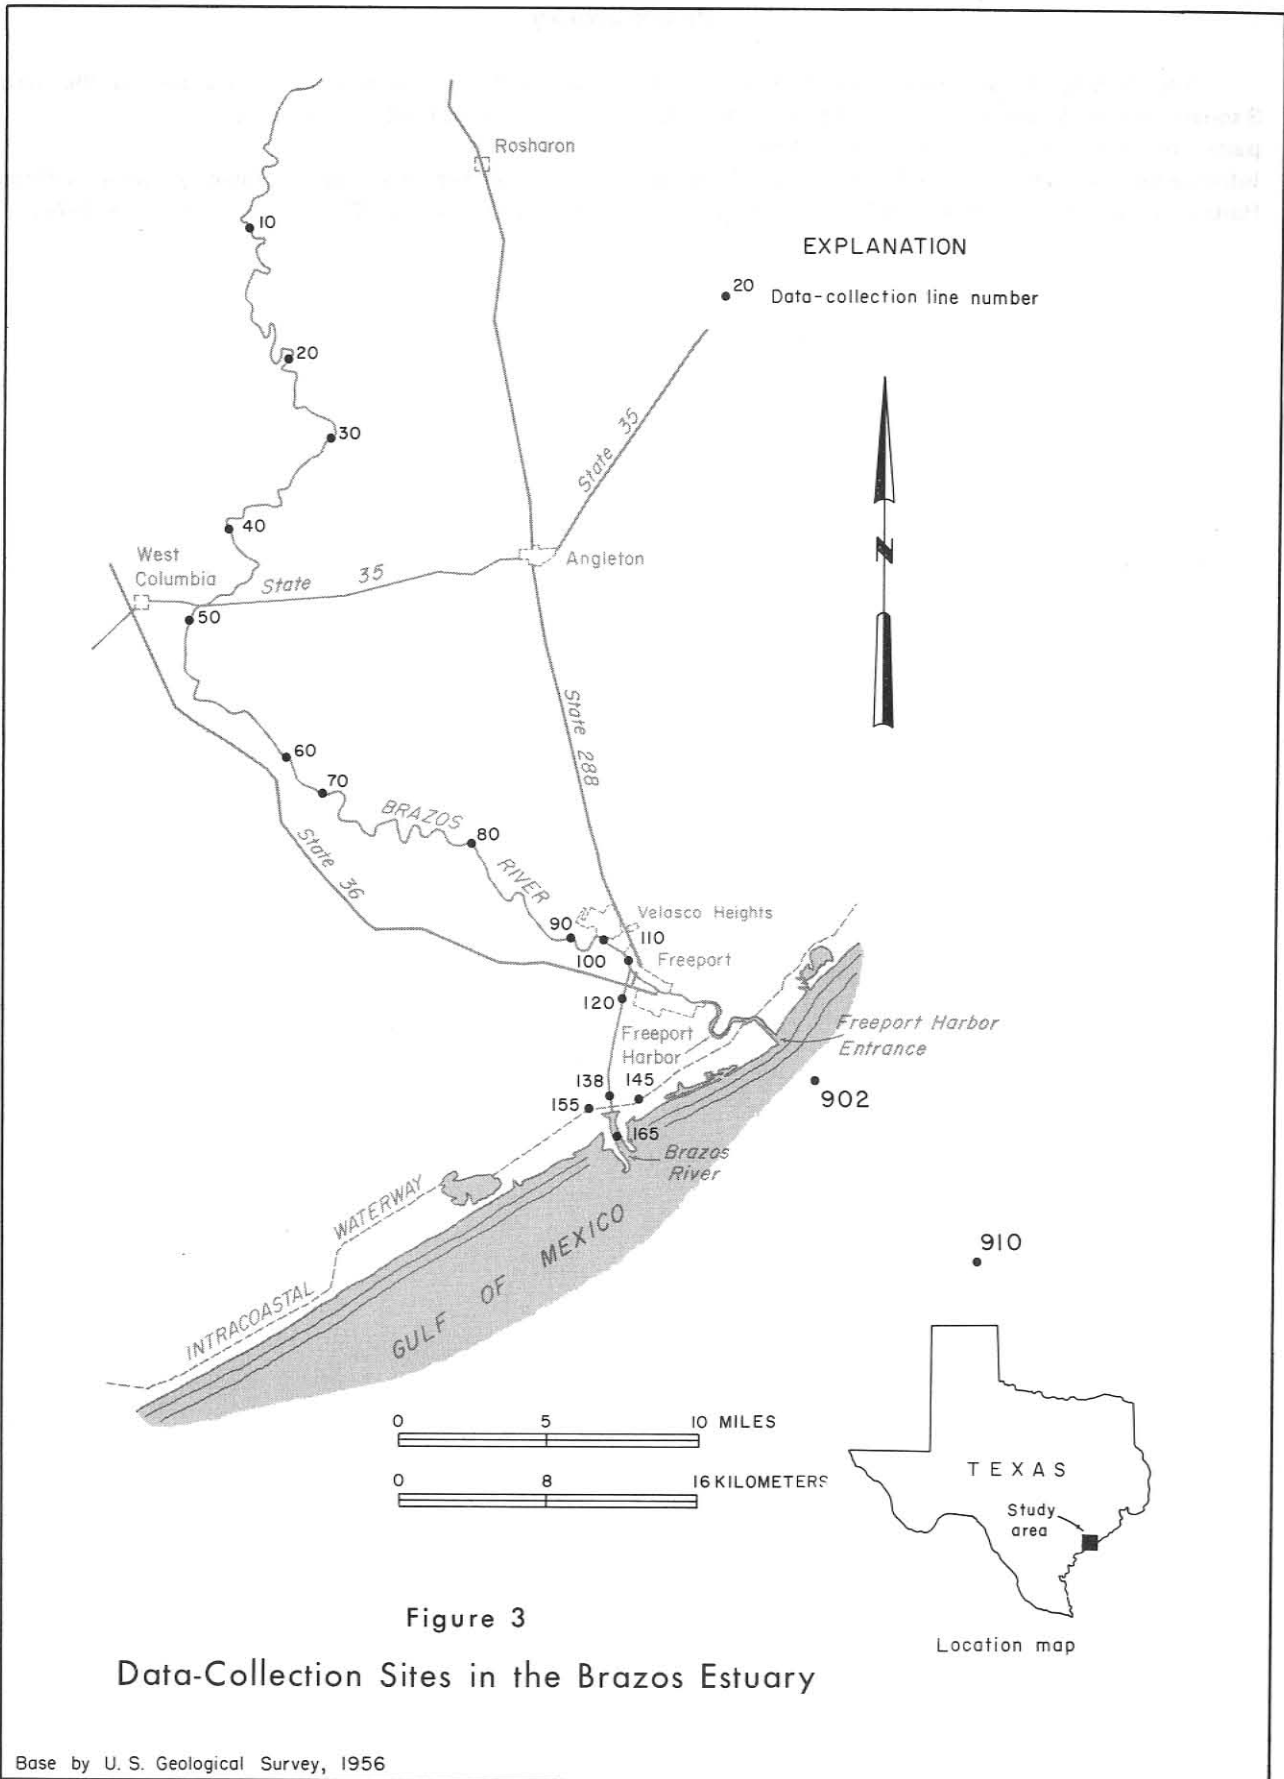 Rosharon
10
EXPLANATION
20
Data-collection line number
20
30
State 35
40
West
Columbia
State 35
Angleton
50
State 288
60
70
BRAZOS
80
State 36
RIVER
Velasco Heights
90
110
100
Freeport
120
Freeport
Harbor
Freeport Harbor
Entrance
138
145
155
902
165
Brazos
River
INTRACOASTAL WATERWAY
GULF OF MEXICO
910
0 5 10 MILES
0 8 16 KILOMETERS
TEXAS
Study
area
Location map
Figure 3
Data-Collection Sites in the Brazos Estuary
Base by U. S. Geological Survey, 1956
N